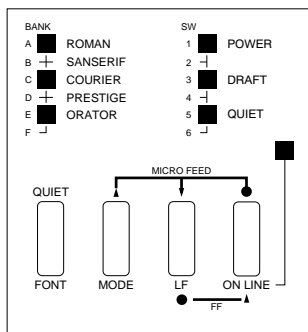 BANK SW
A ROMAN 1 POWER
B SANSERIF 2
C COURIER 3 DRAFT
D PRESTIGE 4
E ORATOR 5 QUIET
F 6
MICRO FEED
QUIET
FONT MODE LF ON LINE
FF